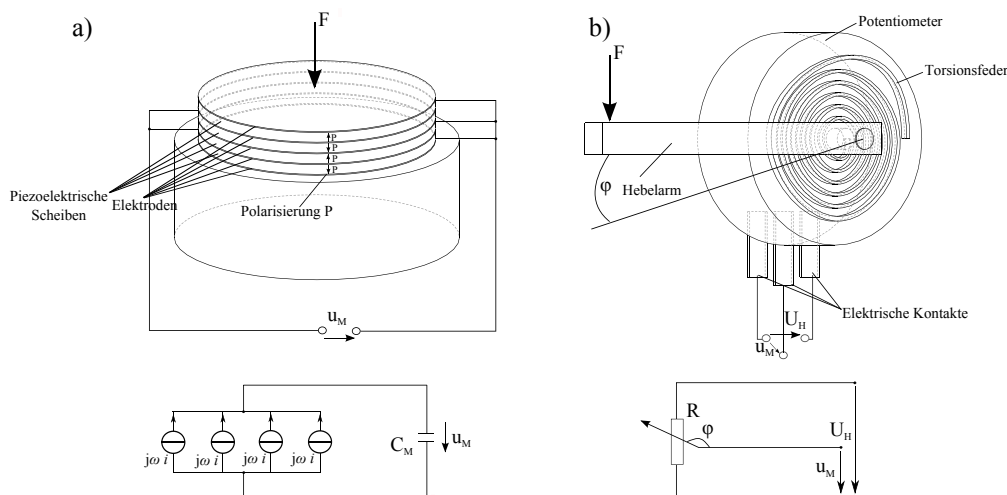 a)
F
P
P
P
P
Piezoelektrische
Scheiben
Elektroden
Polarisierung P
u_M
jω i
jω i
jω i
jω i
C_M
u_M
b)
Potentiometer
F
Torsionsfeder
Hebelarm
φ
Elektrische Kontakte
U_H
u_M
R
φ
U_H
u_M